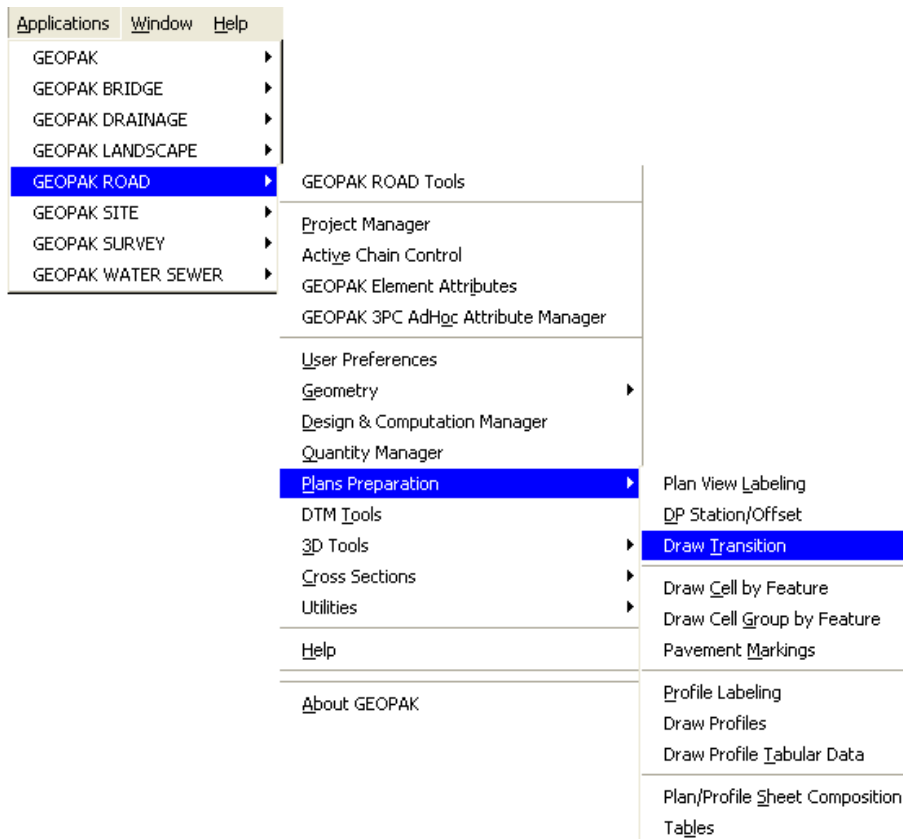 Applications Window Help
GEOPAK
GEOPAK BRIDGE
GEOPAK DRAINAGE
GEOPAK LANDSCAPE
GEOPAK ROAD
GEOPAK SITE
GEOPAK SURVEY
GEOPAK WATER SEWER
GEOPAK ROAD Tools
Project Manager
Active Chain Control
GEOPAK Element Attributes
GEOPAK 3PC AdHoc Attribute Manager
User Preferences
Geometry
Design & Computation Manager
Quantity Manager
Plans Preparation
DTM Tools
3D Tools
Cross Sections
Utilities
Help
About GEOPAK
Plan View Labeling
DP Station/Offset
Draw Transition
Draw Cell by Feature
Draw Cell Group by Feature
Pavement Markings
Profile Labeling
Draw Profiles
Draw Profile Tabular Data
Plan/Profile Sheet Composition
Tables